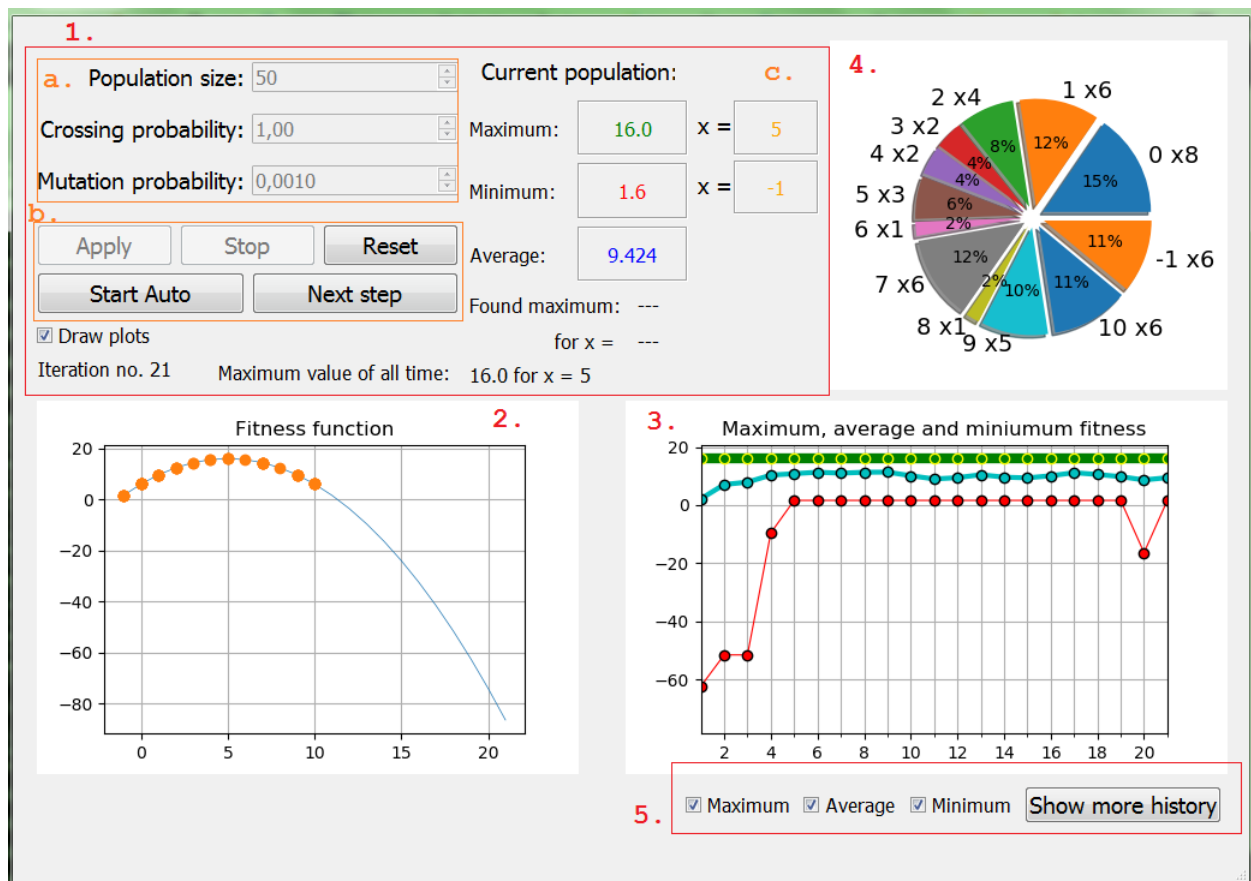 1.
a. Population size: 50
Crossing probability: 1,00
Mutation probability: 0,0010
b.
Apply Stop Reset
Start Auto Next step
Draw plots
Iteration no. 21
Maximum value of all time: 16.0 for x = 5
Current population: c.
Maximum: 16.0 x = 5
Minimum: 1.6 x = -1
Average: 9.424
Found maximum: ---
for x = ---
4.
0 x8
15%
1 x6
12%
2 x4
8%
3 x2
4%
4 x2
4%
5 x3
6%
6 x1
2%
7 x6
12%
8 x1
2%
9 x5
10%
10 x6
11%
-1 x6
11%
2.
Fitness function
20
0
−20
−40
−60
−80
0 5 10 15 20
3.
Maximum, average and miniumum fitness
20
0
−20
−40
−60
2 4 6 8 10 12 14 16 18 20
5.
Maximum Average Minimum Show more history